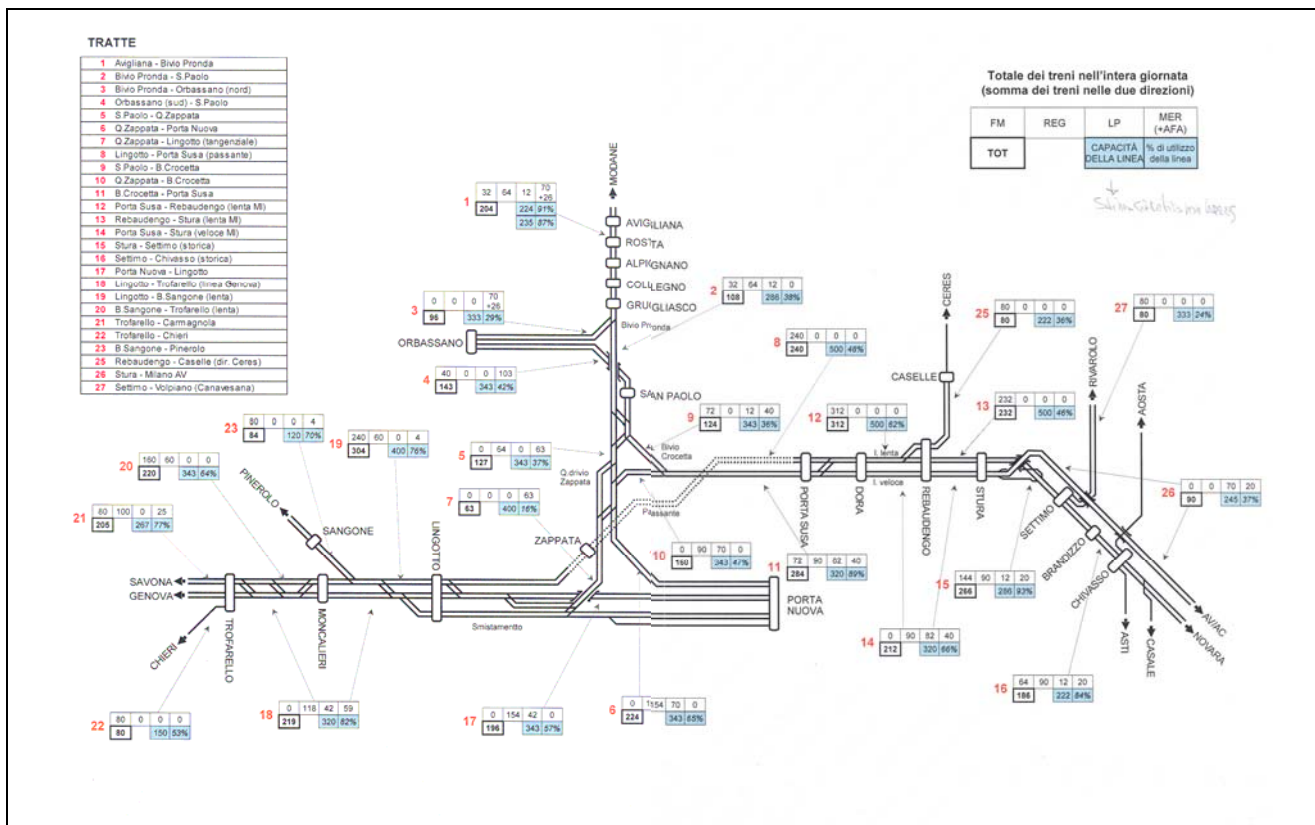 TRATTE
1 Avigliana - Bivio Pronda
2 Bivio Pronda - S.Paolo
3 Bivio Pronda - Orbassano (nord)
4 Orbassano (sud) - S.Paolo
5 S.Paolo - Q.Zappata
6 Q.Zappata - Porta Nuova
7 Q.Zappata - Lingotto (tangenziale)
8 Lingotto - Porta Susa (passante)
9 S.Paolo - B.Crocetta
10 Q.Zappata - B.Crocetta
11 B.Crocetta - Porta Susa
12 Porta Susa - Rebaudengo (lenta MI)
13 Rebaudengo - Stura (lenta MI)
14 Porta Susa - Stura (veloce MI)
15 Stura - Settimo (storica)
16 Settimo - Chivasso (storica)
17 Porta Nuova - Lingotto
18 Lingotto - Trofarello (linea Genova)
19 Lingotto - B.Sangone (lenta)
20 B.Sangone - Trofarello (lenta)
21 Trofarello - Carmagnola
22 Trofarello - Chieri
23 B.Sangone - Pinerolo
25 Rebaudengo - Caselle (dir. Ceres)
26 Stura - Milano AV
27 Settimo - Volpiano (Canavesana)
Totale dei treni nell'intera giornata
(somma dei treni nelle due direzioni)
FM REG LP MER (+AFA)
TOT CAPACITÀ DELLA LINEA % di utilizzo della linea
MODANE
1
32 64 12 70 +26
204 224 91%
235 87%
AVIGLIANA
ROSTA
ALPIGNANO
COLLEGNO
GRUGLIASCO
Bivio Pronda
2
32 64 12 0
108 286 38%
3
0 0 0 70 +26
96 333 29%
ORBASSANO
4
40 0 0 103
143 343 42%
SAN PAOLO
8
240 0 0 0
240 500 48%
CERES
25
80 0 0 0
80 222 36%
27
80 0 0 0
80 333 24%
CASELLE
RIVAROLO
AOSTA
9
72 0 12 40
124 343 36%
Bivio Crocetta
12
312 0 0 0
312 500 62%
13
232 0 0 0
232 500 46%
l. lenta
l. veloce
23
80 0 0 4
84 120 70%
19
240 60 0 4
304 400 76%
20
160 60 0 0
220 343 64%
5
0 64 0 63
127 343 37%
Q.drivio Zappata
7
0 0 0 63
63 400 16%
21
80 100 0 25
205 267 77%
PINEROLO
SANGONE
LINGOTTO
ZAPPATA
Passante
PORTA SUSA
DORA
REBAUDENGO
STURA
SETTIMO
BRANDIZZO
CHIVASSO
26
0 0 70 20
90 245 37%
10
0 90 70 0
160 343 47%
11
72 90 82 40
284 320 89%
15
144 90 12 20
266 286 93%
SAVONA
GENOVA
TROFARELLO
MONCALIERI
CHIERI
Smistamentto
PORTA NUOVA
14
0 90 82 40
212 320 66%
ASTI
CASALE
AV/AC
NOVARA
16
64 90 12 20
186 222 84%
22
80 0 0 0
80 150 53%
18
0 118 42 59
219 320 82%
17
0 154 42 0
196 343 57%
6
0 154 70 0
224 343 65%